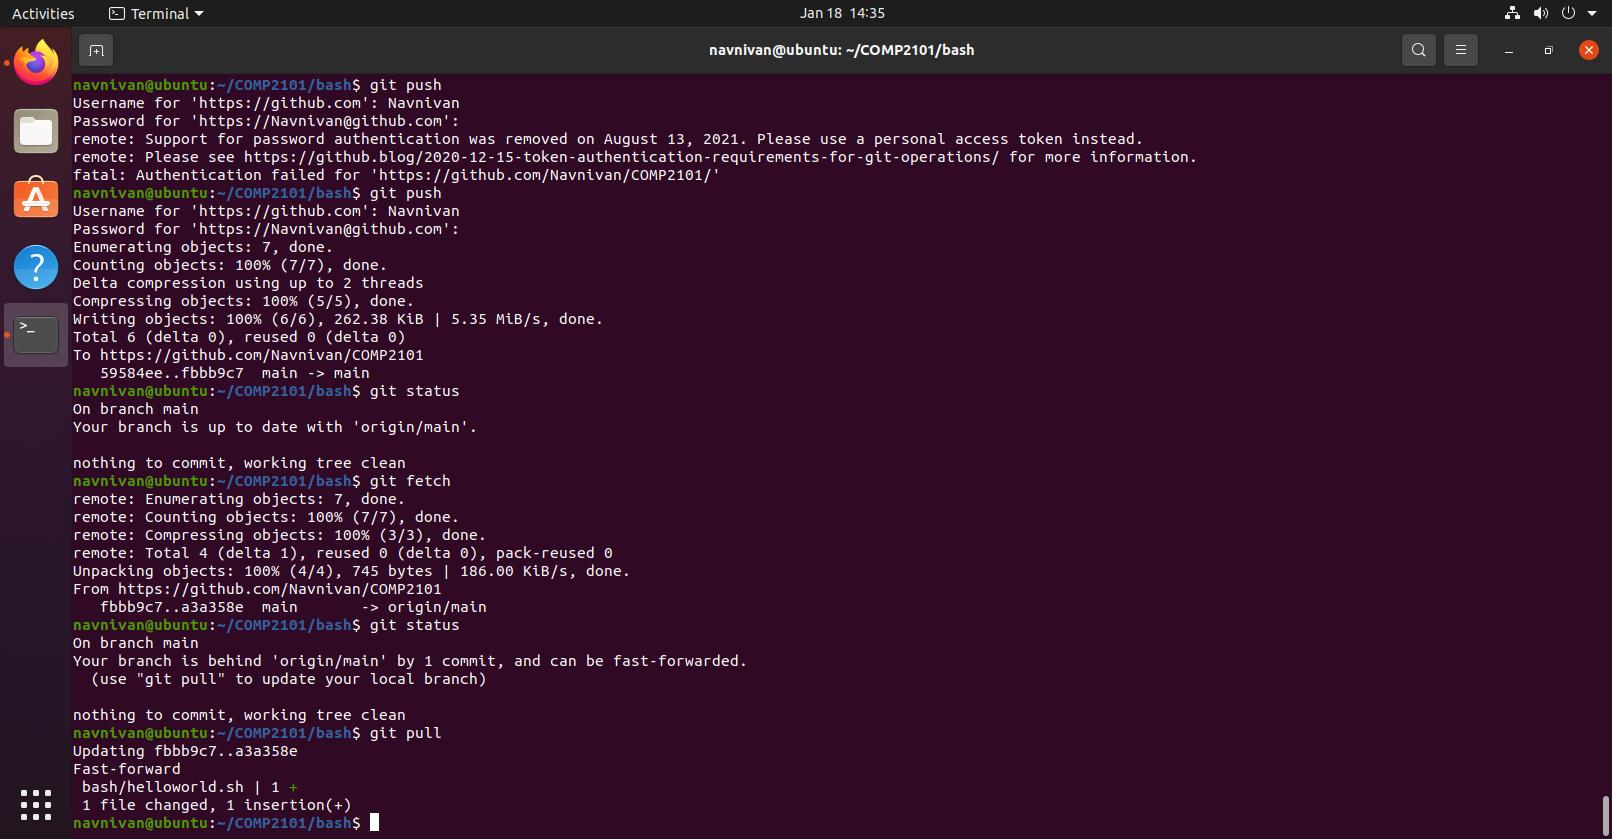 Activities Terminal Jan 18 14:35
navnivan@ubuntu: ~/COMP2101/bash
navnivan@ubuntu:~/COMP2101/bash$ git push
Username for 'https://github.com': Navnivan
Password for 'https://Navnivan@github.com':
remote: Support for password authentication was removed on August 13, 2021. Please use a personal access token instead.
remote: Please see https://github.blog/2020-12-15-token-authentication-requirements-for-git-operations/ for more information.
fatal: Authentication failed for 'https://github.com/Navnivan/COMP2101/'
navnivan@ubuntu:~/COMP2101/bash$ git push
Username for 'https://github.com': Navnivan
Password for 'https://Navnivan@github.com':
Enumerating objects: 7, done.
Counting objects: 100% (7/7), done.
Delta compression using up to 2 threads
Compressing objects: 100% (5/5), done.
Writing objects: 100% (6/6), 262.38 KiB | 5.35 MiB/s, done.
Total 6 (delta 0), reused 0 (delta 0)
To https://github.com/Navnivan/COMP2101
   59584ee..fbbb9c7  main -> main
navnivan@ubuntu:~/COMP2101/bash$ git status
On branch main
Your branch is up to date with 'origin/main'.
nothing to commit, working tree clean
navnivan@ubuntu:~/COMP2101/bash$ git fetch
remote: Enumerating objects: 7, done.
remote: Counting objects: 100% (7/7), done.
remote: Compressing objects: 100% (3/3), done.
remote: Total 4 (delta 1), reused 0 (delta 0), pack-reused 0
Unpacking objects: 100% (4/4), 745 bytes | 186.00 KiB/s, done.
From https://github.com/Navnivan/COMP2101
   fbbb9c7..a3a358e  main       -> origin/main
navnivan@ubuntu:~/COMP2101/bash$ git status
On branch main
Your branch is behind 'origin/main' by 1 commit, and can be fast-forwarded.
  (use "git pull" to update your local branch)
nothing to commit, working tree clean
navnivan@ubuntu:~/COMP2101/bash$ git pull
Updating fbbb9c7..a3a358e
Fast-forward
 bash/helloworld.sh | 1 +
 1 file changed, 1 insertion(+)
navnivan@ubuntu:~/COMP2101/bash$